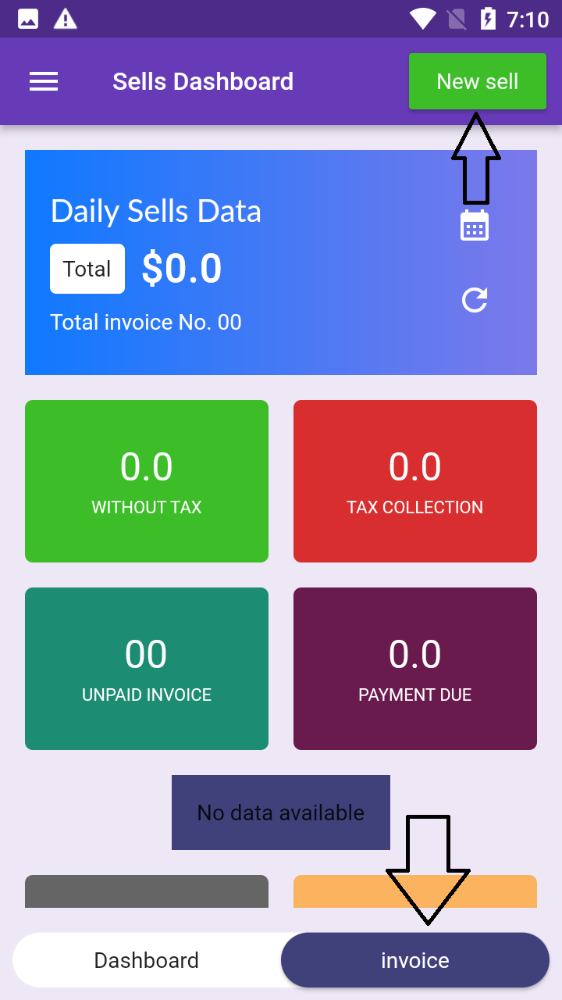 7:10
Sells Dashboard
New sell
Daily Sells Data
Total $0.0
Total invoice No. 00
0.0
WITHOUT TAX
0.0
TAX COLLECTION
00
UNPAID INVOICE
0.0
PAYMENT DUE
No data available
Dashboard
invoice